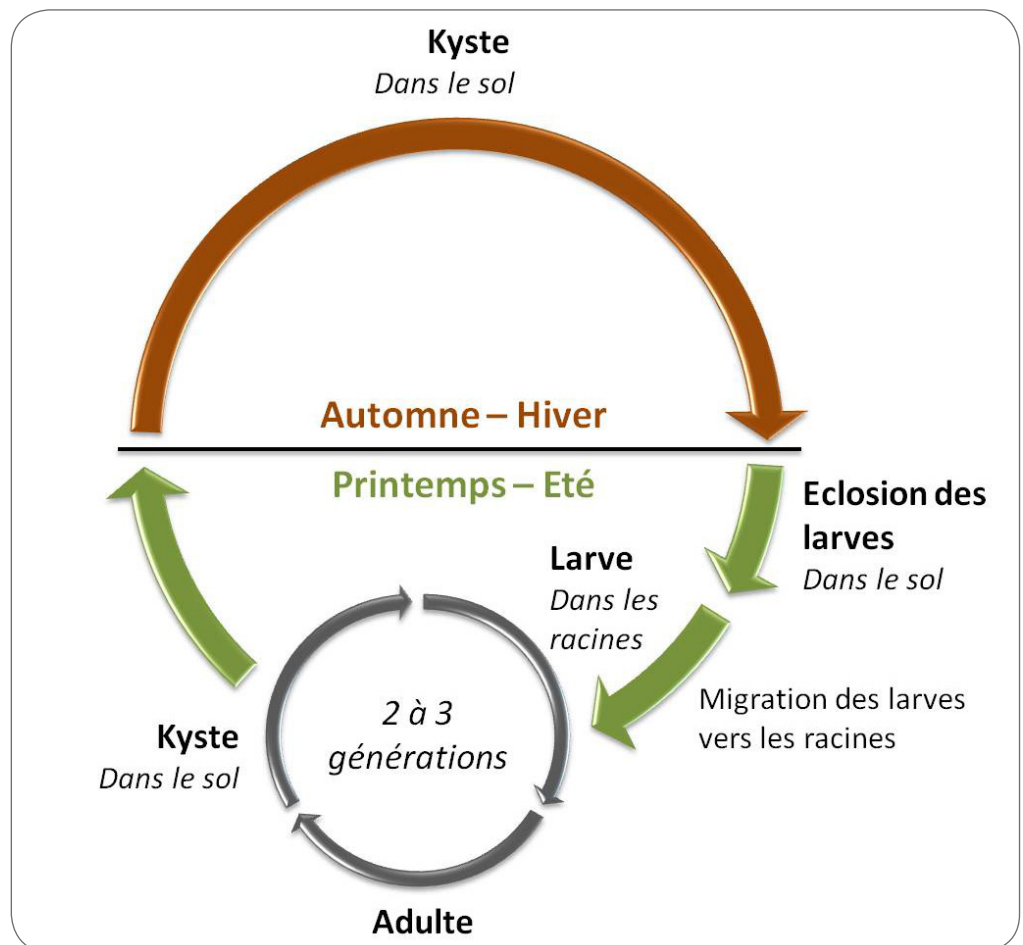 Kyste
Dans le sol
Automne – Hiver
Printemps – Eté
Eclosion des
larves
Dans le sol
Larve
Dans les
racines
Migration des larves
vers les racines
2 à 3
générations
Kyste
Dans le sol
Adulte